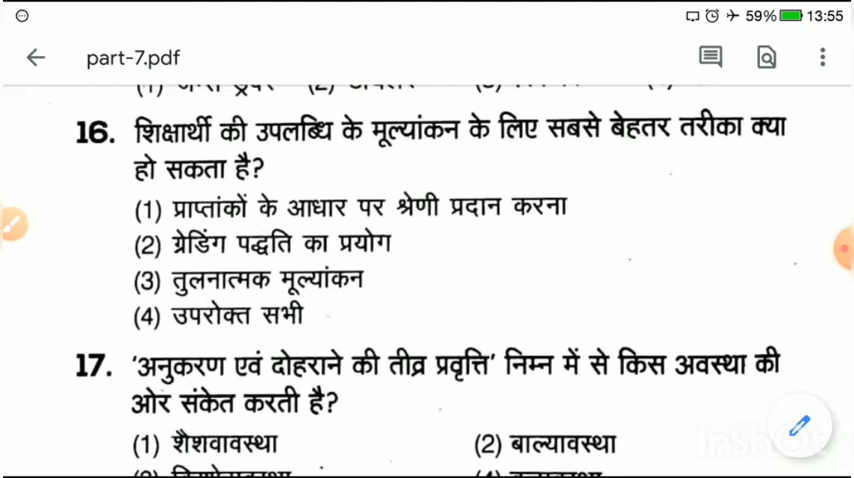 59% 13:55
part-7.pdf
16. शिक्षार्थी की उपलब्धि के मूल्यांकन के लिए सबसे बेहतर तरीका क्या
हो सकता है?
(1) प्राप्तांकों के आधार पर श्रेणी प्रदान करना
(2) ग्रेडिंग पद्धति का प्रयोग
(3) तुलनात्मक मूल्यांकन
(4) उपरोक्त सभी
17. 'अनुकरण एवं दोहराने की तीव्र प्रवृत्ति' निम्न में से किस अवस्था की
ओर संकेत करती है?
(1) शैशवावस्था (2) बाल्यावस्था